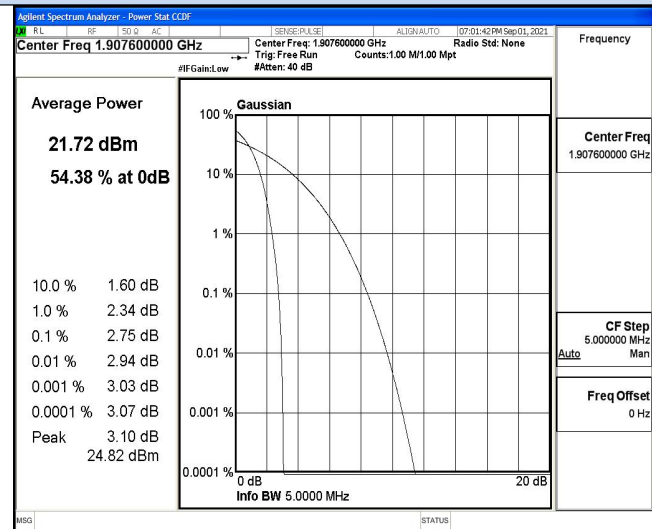 Agilent Spectrum Analyzer - Power Stat CCDF
LXI RL RF 50 Ω AC SENSE:PULSE ALIGN AUTO 07:01:42 PM Sep 01, 2021
Center Freq 1.907600000 GHz
Center Freq: 1.907600000 GHz Radio Std: None
Trig: Free Run Counts:1.00 M/1.00 Mpt
#IFGain:Low #Atten: 40 dB
Frequency
Average Power
21.72 dBm
54.38 % at 0dB
10.0 % 1.60 dB
1.0 % 2.34 dB
0.1 % 2.75 dB
0.01 % 2.94 dB
0.001 % 3.03 dB
0.0001 % 3.07 dB
Peak 3.10 dB
24.82 dBm
Gaussian
100 %
10 %
1 %
0.1 %
0.01 %
0.001 %
0.0001 %
0 dB 20 dB
Info BW 5.0000 MHz
Center Freq
1.907600000 GHz
CF Step
5.000000 MHz
Auto Man
Freq Offset
0 Hz
MSG STATUS